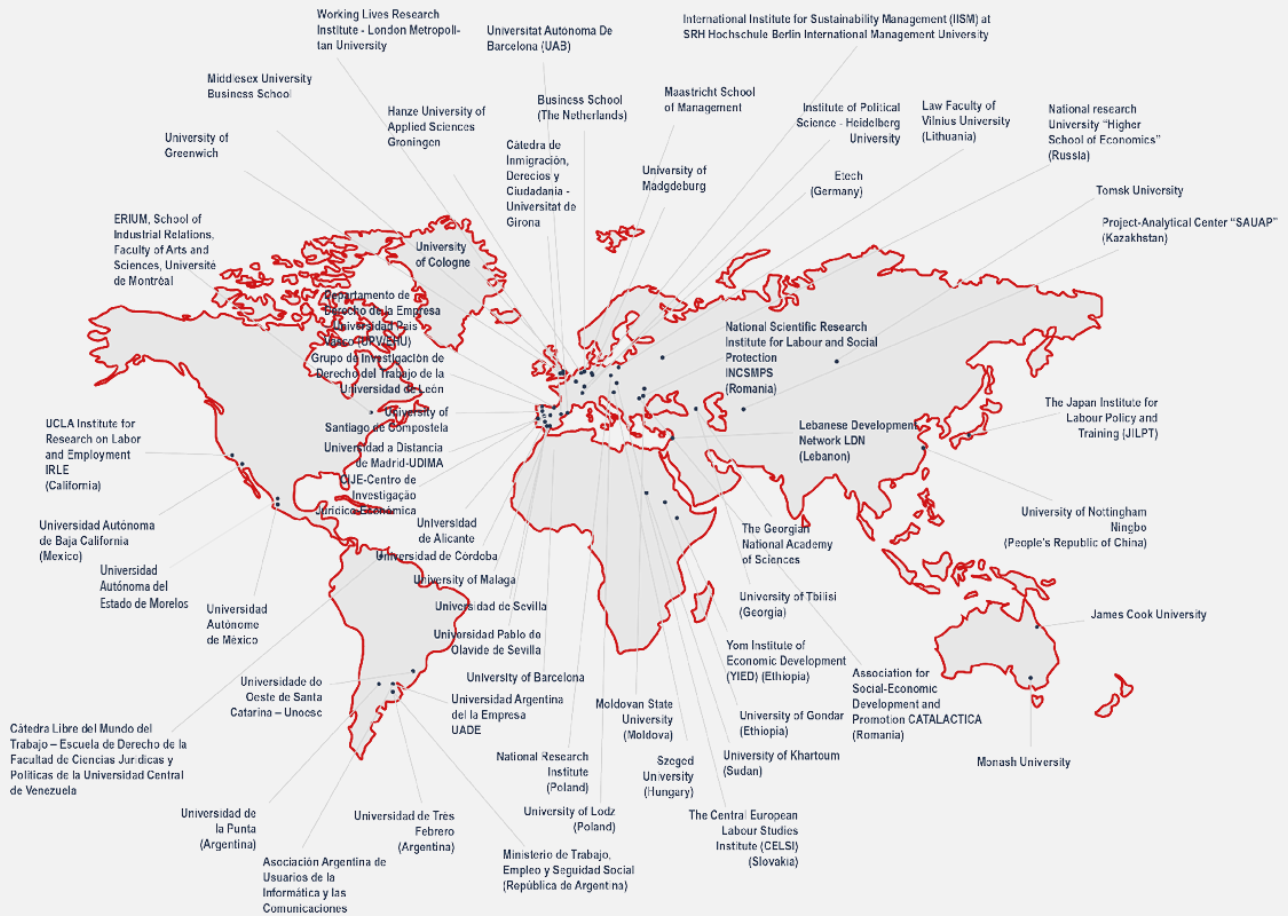 Working Lives Research
Institute - London Metropoli-
tan University
Universitat Autònoma De
Barcelona (UAB)
International Institute for Sustainability Management (IISM) at
SRH Hochschule Berlin International Management University
Middlesex University
Business School
Hanze University of
Applied Sciences
Groningen
Business School
(The Netherlands)
Maastricht School
of Management
Institute of Political
Science - Heidelberg
University
Law Faculty of
Vilnius University
(Lithuania)
National research
University “Higher
School of Economics”
(Russia)
University of
Greenwich
Càtedra de
Inmigración,
Derecios y
Ciudadania -
Universitat de
Girona
University of
Madgdeburg
Etech
(Germany)
Tomsk University
Project-Analytical Center “SAUAP”
(Kazakhstan)
ERIUM, School of
Industrial Relations,
Faculty of Arts and
Sciences, Université
de Montréal
University
of Cologne
Departamento de
Derecho de la Empresa
Universidad Pais
Vasco (UPV/EHU)
Grupo de Investigación de
Derecho del Trabajo de la
Universidad de León
National Scientific Research
Institute for Labour and Social
Protection
INCSMPS
(Romania)
University of
Santiago de Compostela
UCLA Institute for
Research on Labor
and Employment
IRLE
(California)
Universidad a Distancia
de Madrid-UDIMA
CIJE-Centro de
Investigação
Jurídico Económica
Lebanese Development
Network LDN
(Lebanon)
The Japan Institute for
Labour Policy and
Training (JILPT)
Universidad Autónoma
de Baja California
(Mexico)
Universidad
de Alicante
The Georgian
National Academy
of Sciences
University of Nottingham
Ningbo
(People’s Republic of China)
Universidad de Córdoba
Universidad
Autónoma del
Estado de Morelos
University of Malaga
Universidad
Autónome
de México
Universidad de Sevilla
University of Tbilisi
(Georgia)
James Cook University
Universidad Pablo de
Olavide de Sevilla
Yom Institute of
Economic Development
(YIED) (Ethiopia)
Universidade do
Oeste de Santa
Catarina – Unoesc
University of Barcelona
Universidad Argentina
del la Empresa
UADE
Moldovan State
University
(Moldova)
Association for
Social-Economic
Development and
Promotion CATALACTICA
(Romania)
University of Gondar
(Ethiopia)
Cátedra Libre del Mundo del
Trabajo – Escuela de Derecho de la
Facultad de Ciencias Jurídicas y
Políticas de la Universidad Central
de Venezuela
National Research
Institute
(Poland)
Szeged
University
(Hungary)
University of Khartoum
(Sudan)
Monash University
Universidad de
la Punta
(Argentina)
Universidad de Trés
Febrero
(Argentina)
University of Lodz
(Poland)
The Central European
Labour Studies
Institute (CELSI)
(Slovakia)
Asociación Argentina de
Usuarios de la
Informática y las
Comunicaciones
Ministerio de Trabajo,
Empleo y Seguidad Social
(República de Argentina)